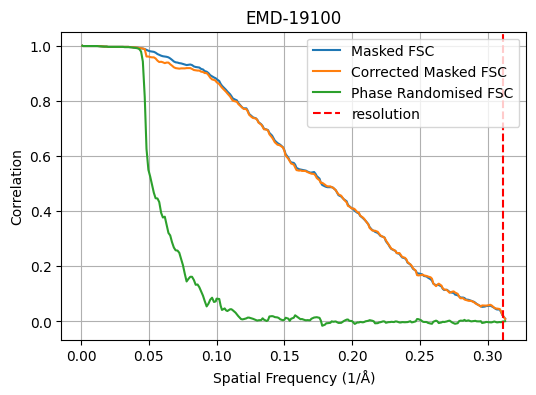 EMD-19100
Masked FSC
Corrected Masked FSC
Phase Randomised FSC
resolution
Correlation
1.0
0.8
0.6
0.4
0.2
0.0
0.00 0.05 0.10 0.15 0.20 0.25 0.30
Spatial Frequency (1/Å)